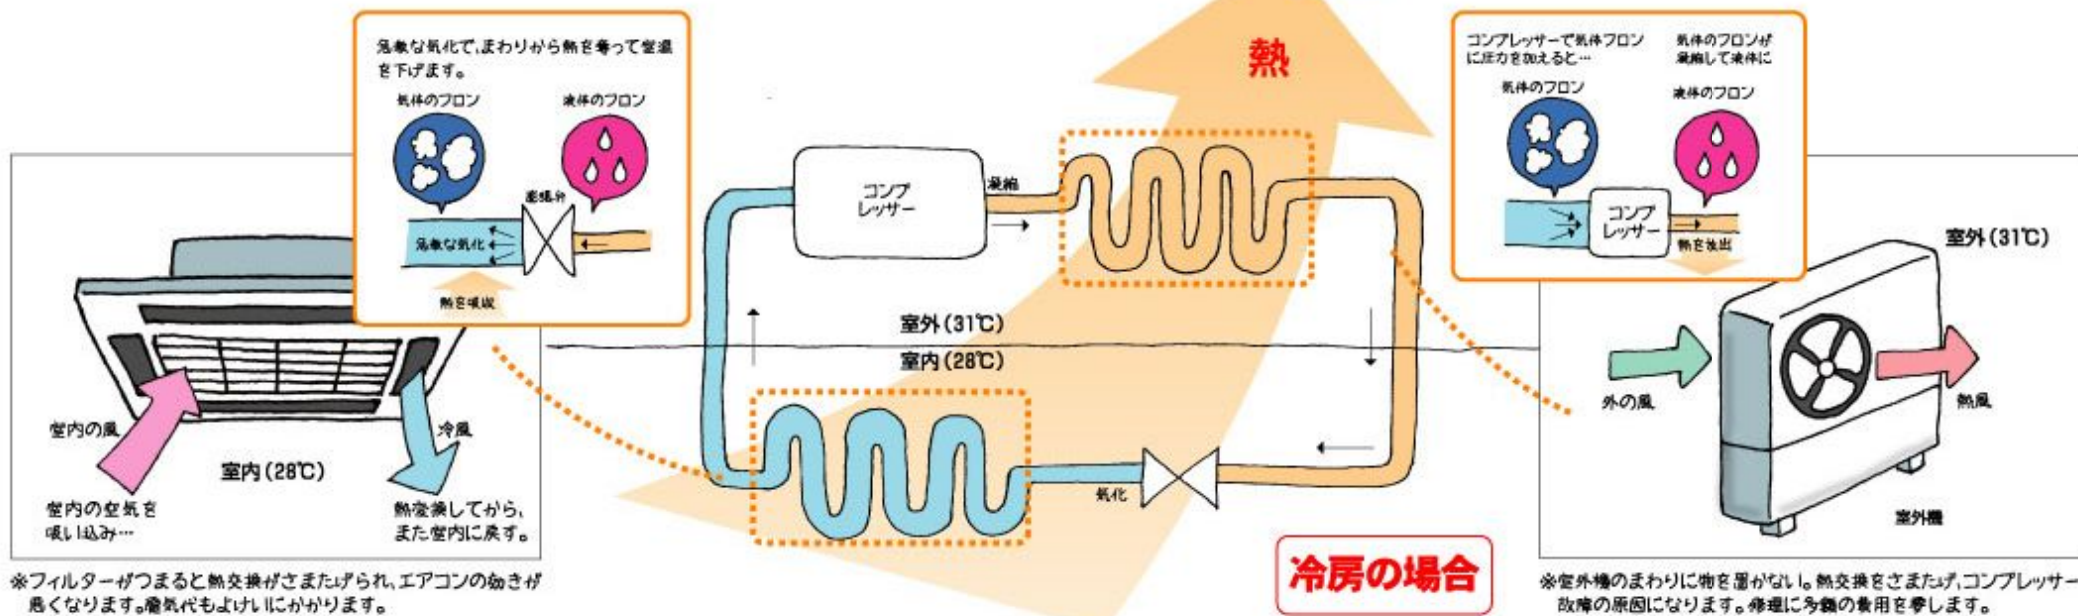 急激な気化で、まわりから熱を奪って室温
を下げます。
気体のフロン
液体のフロン
膨張弁
急激な気化
熱を吸収
室内の風
冷風
室内(28℃)
室内の空気を
吸い込み…
熱交換してから、
また室内に戻す。
※フィルターがつまると熱交換がさまたげられ、エアコンの効きが
悪くなります。電気代もよけいにかかります。
熱
コンプ
レッサー
凝縮
室外(31℃)
室内(28℃)
気化
冷房の場合
コンプレッサーで気体フロン
に圧力を加えると…
気体のフロンが
凝縮して液体に
気体のフロン
液体のフロン
コンプ
レッサー
熱を放出
室外(31℃)
外の風
熱風
室外機
※室外機のまわりに物を置かない。熱交換をさまたげ、コンプレッサー
故障の原因になります。修理に多額の費用を要します。